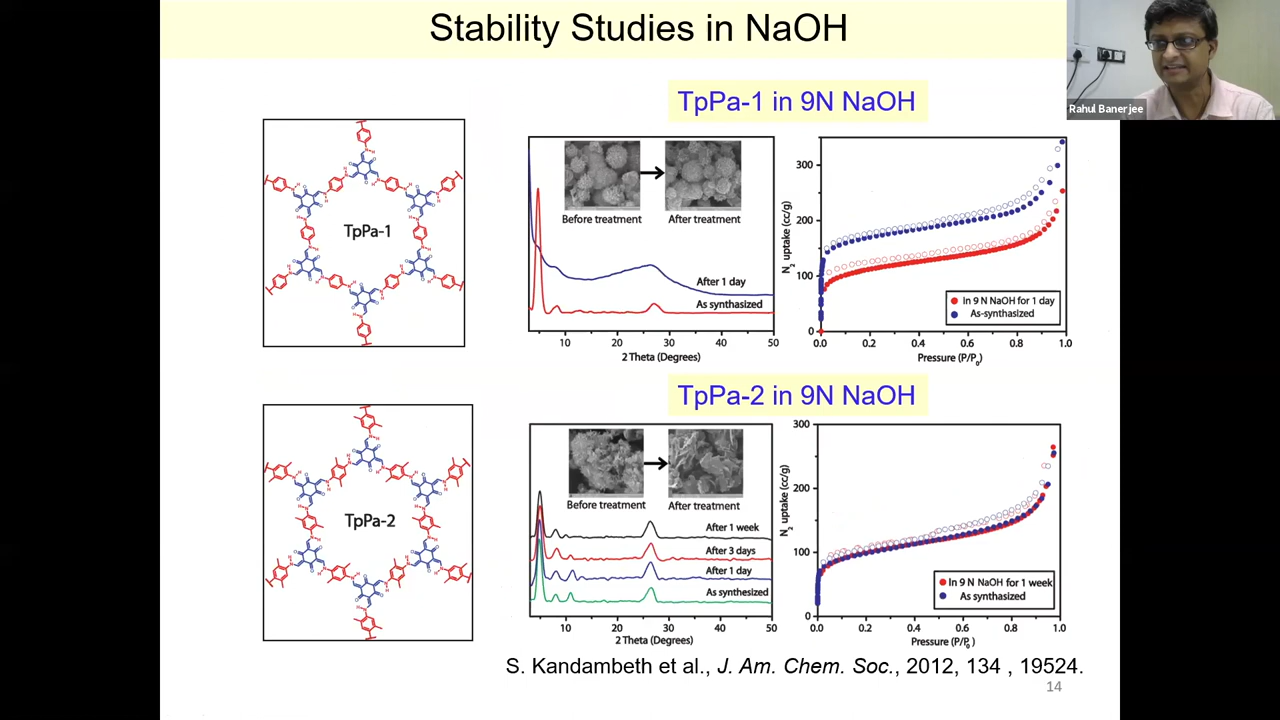 Stability Studies in NaOH
Rahul Banerjee
TpPa-1 in 9N NaOH
TpPa-1
Before treatment
After treatment
After 1 day
As synthesized
10
20
30
40
50
2 Theta (Degrees)
N2 uptake (cc/g)
300
200
100
0
In 9 N NaOH for 1 day
As-synthesized
0.0
0.2
0.4
0.6
0.8
1.0
Pressure (P/P0)
TpPa-2 in 9N NaOH
TpPa-2
Before treatment
After treatment
After 1 week
After 3 days
After 1 day
As synthesized
10
20
30
40
50
2 Theta (Degrees)
N2 uptake (cc/g)
300
200
100
0
In 9 N NaOH for 1 week
As synthesized
0.0
0.2
0.4
0.6
0.8
1.0
Pressure (P/P0)
S. Kandambeth et al., J. Am. Chem. Soc., 2012, 134 , 19524.
14